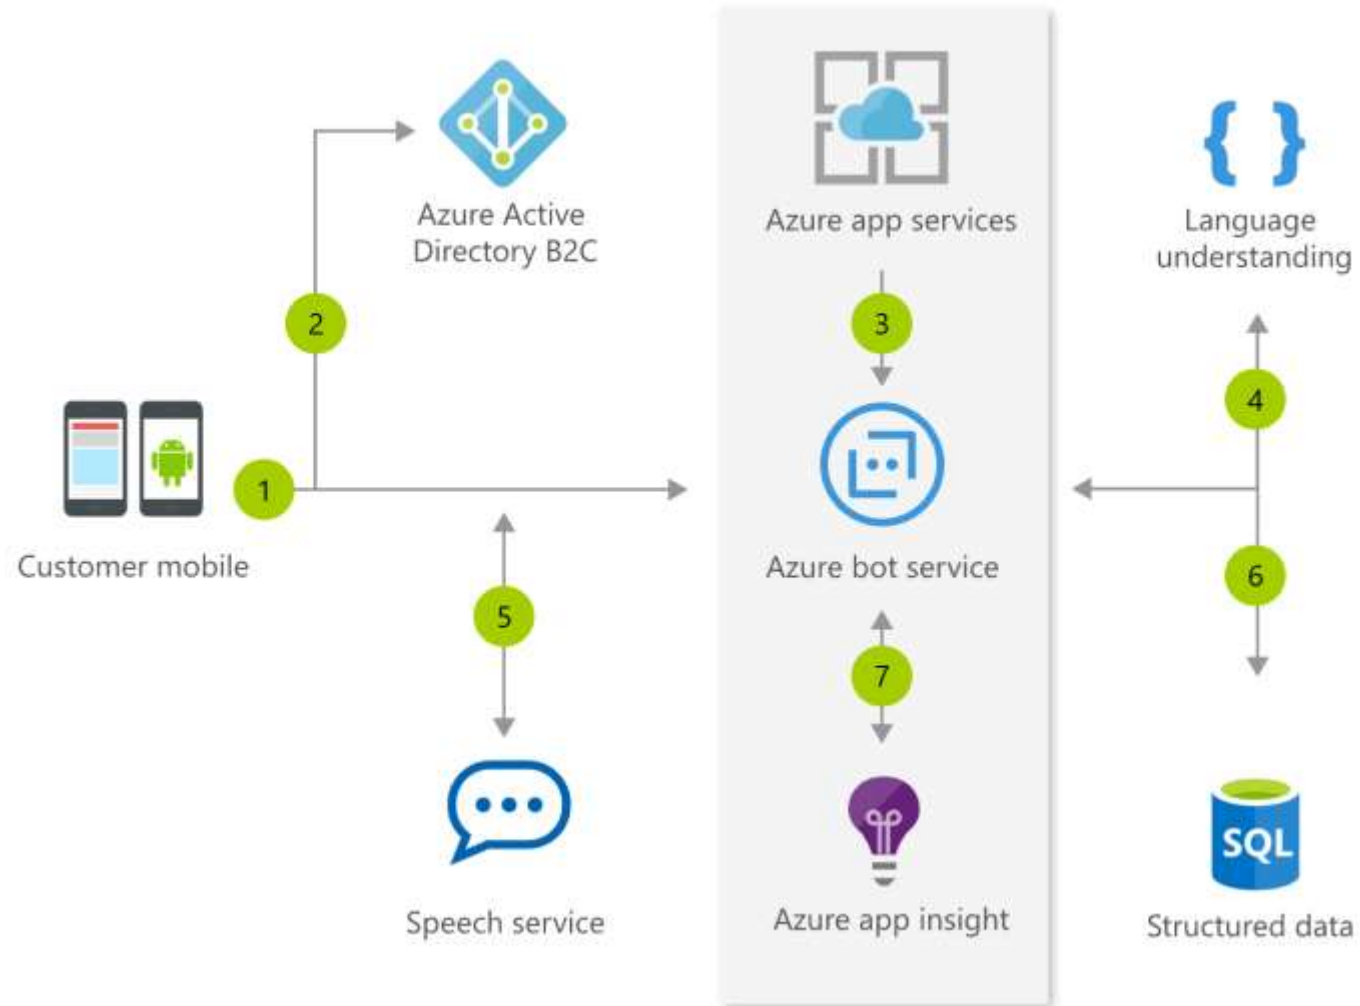 Azure Active
Directory B2C
Azure app services
Language
understanding
2
3
4
1
Customer mobile
Azure bot service
6
5
7
SQL
Speech service
Azure app insight
Structured data